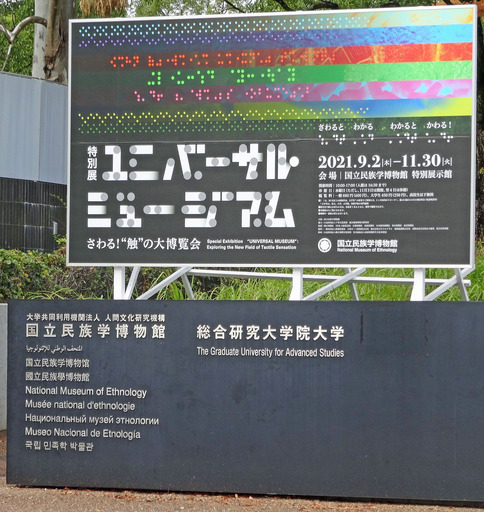 さわると わかる わかると かわる!
特別展
ユニバーサル
ミュージアム
さわる!“触”の大博覧会
Special Exhibition "UNIVERSAL MUSEUM":
Exploring the New Field of Tactile Sensation
2021.9.2[木]–11.30[火]
会場|国立民族学博物館 特別展示館
国立民族学博物館
National Museum of Ethnology
大学共同利用機関法人 人間文化研究機構
国立民族学博物館
المتحف الوطني للإثنولوجيا
国立民族学博物馆
國立民族學博物館
National Museum of Ethnology
Musée national d'ethnologie
Национальный музей этнологии
Museo Nacional de Etnología
국립 민족학 박물관
総合研究大学院大学
The Graduate University for Advanced Studies